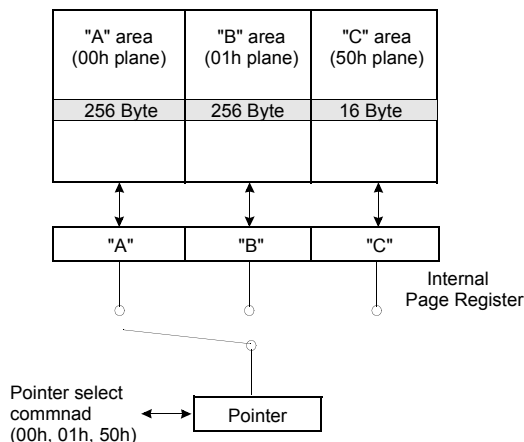 "A" area
(00h plane)
"B" area
(01h plane)
"C" area
(50h plane)
256 Byte
256 Byte
16 Byte
"A"
"B"
"C"
Internal
Page Register
Pointer select
commnad
(00h, 01h, 50h)
Pointer